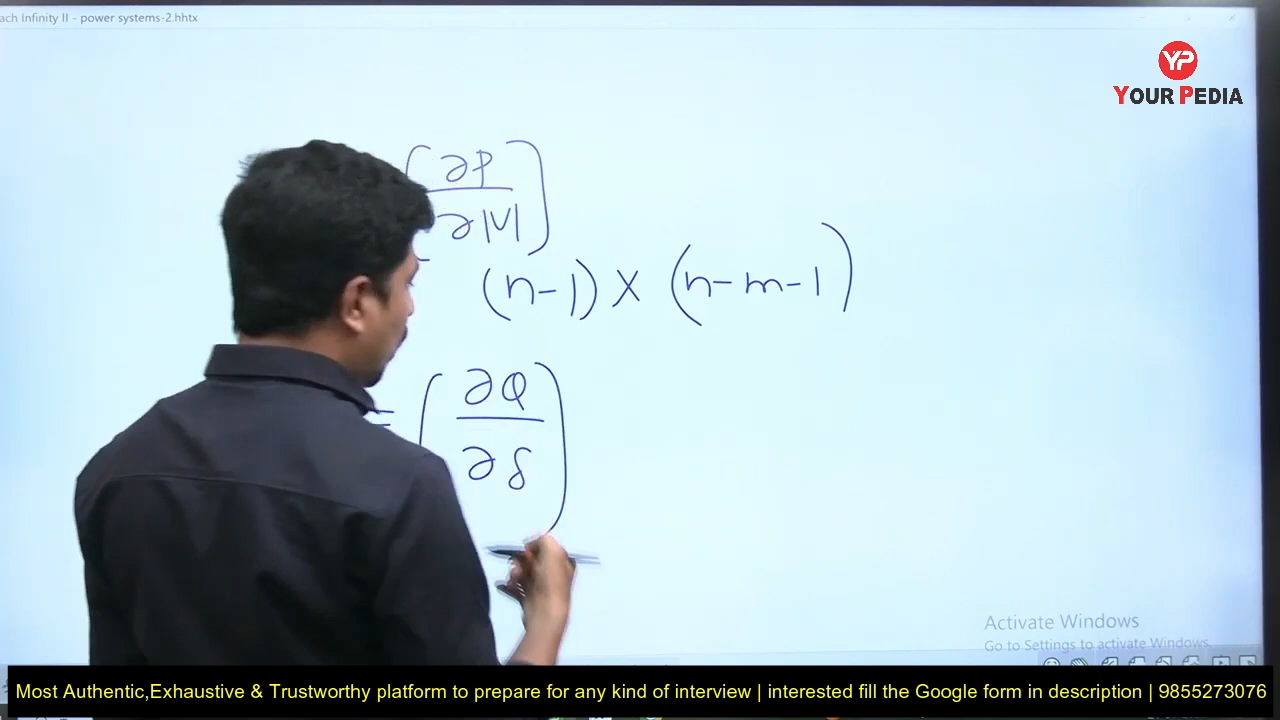 ach Infinity II - power systems-2.hhtx
YP
YOUR PEDIA
[∂P
∂|V|]
(n-1) X (n-m-1)
= [∂Q
∂δ]
Activate Windows
Go to Settings to activate Windows.
Most Authentic,Exhaustive & Trustworthy platform to prepare for any kind of interview | interested fill the Google form in description | 9855273076